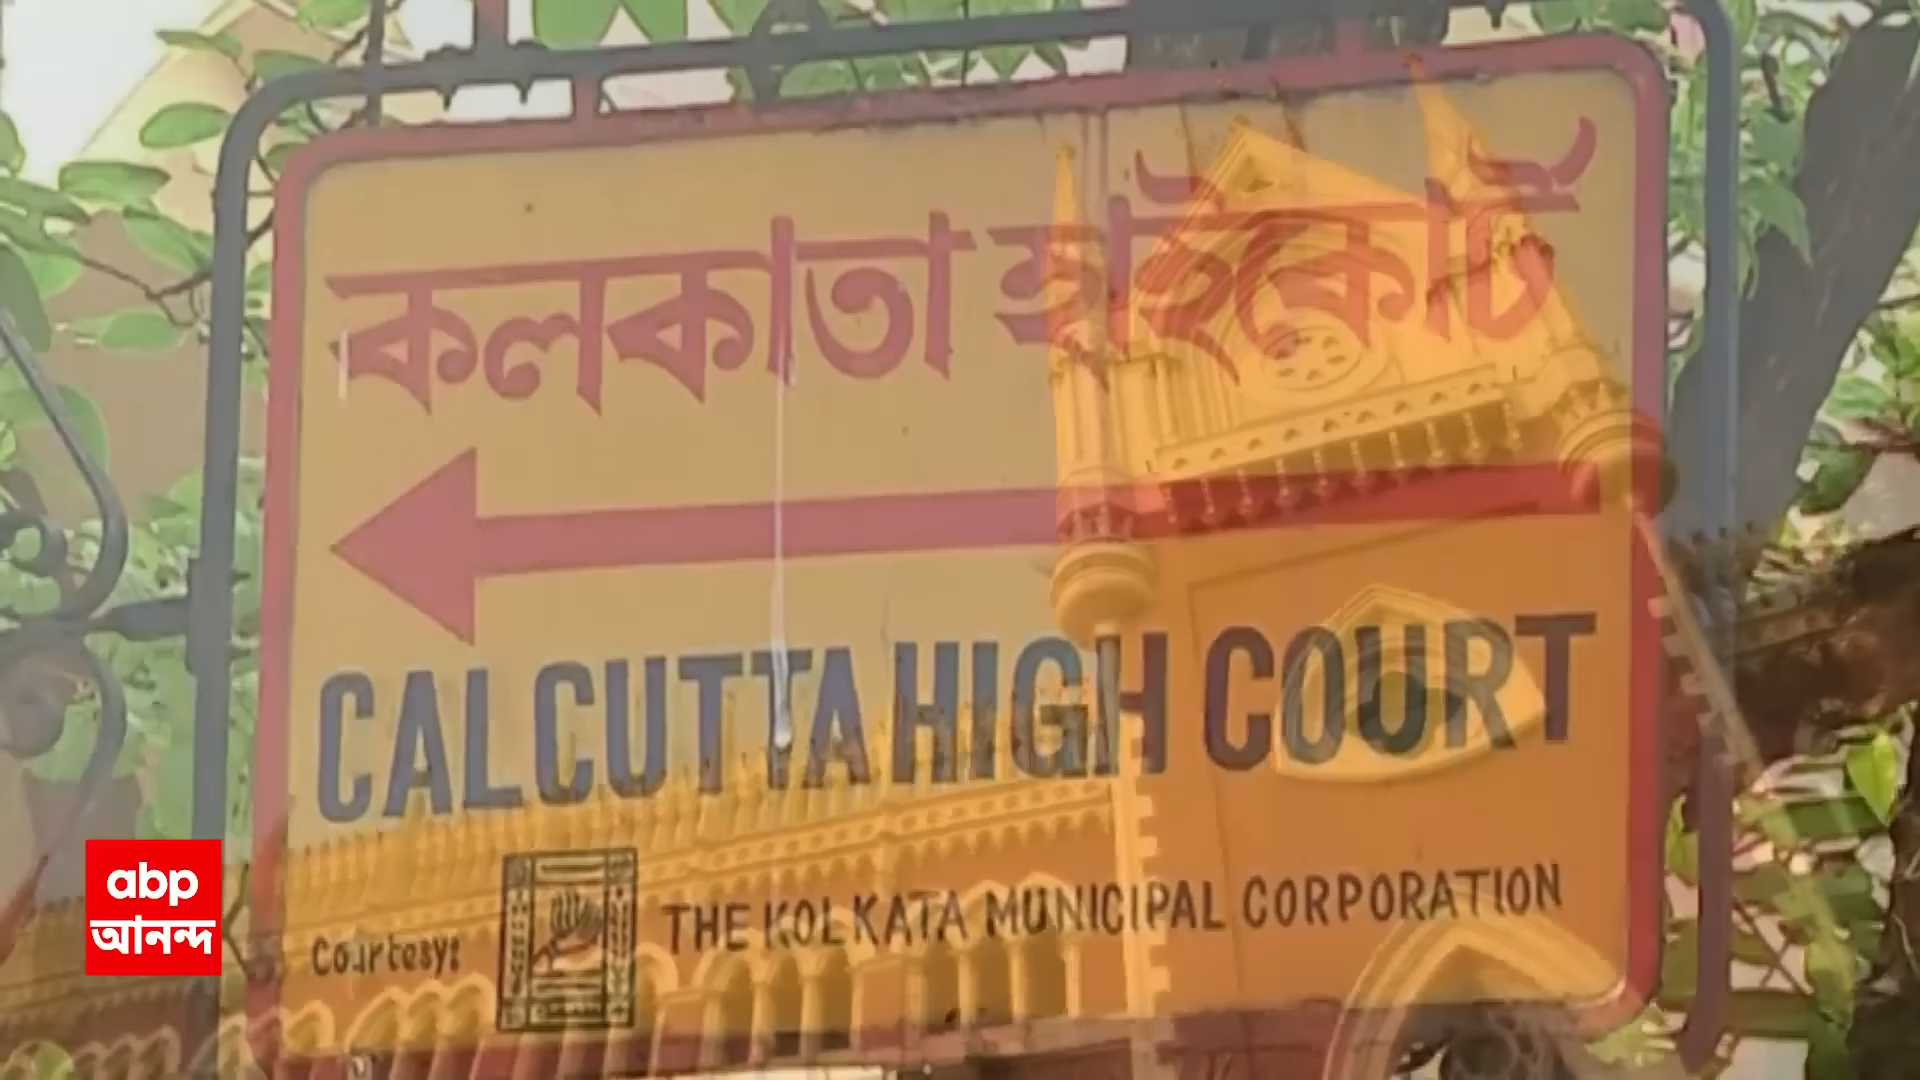 কলকাতা হাইকোর্ট
CALCUTTA HIGH COURT
Courtesy:
THE KOLKATA MUNICIPAL CORPORATION
abp
আনন্দ